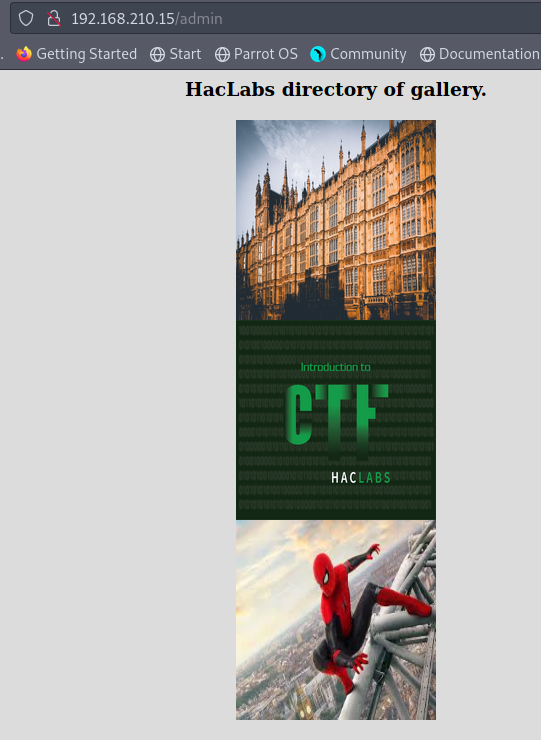 192.168.210.15/admin
. Getting Started Start Parrot OS Community Documentation
HacLabs directory of gallery.
Introduction to
CTF
HACLABS